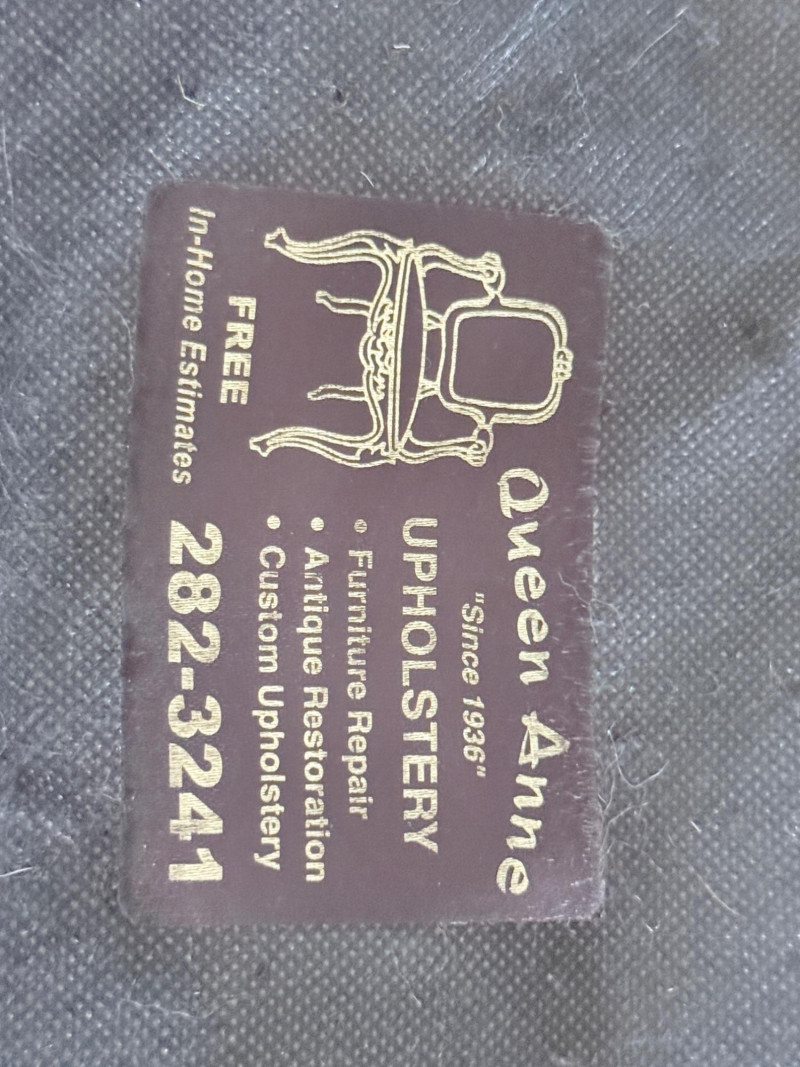 Queen Anne
"Since 1936"
UPHOLSTERY
• Furniture Repair
• Antique Restoration
• Custom Upholstery
FREE
In-Home Estimates
282-3241